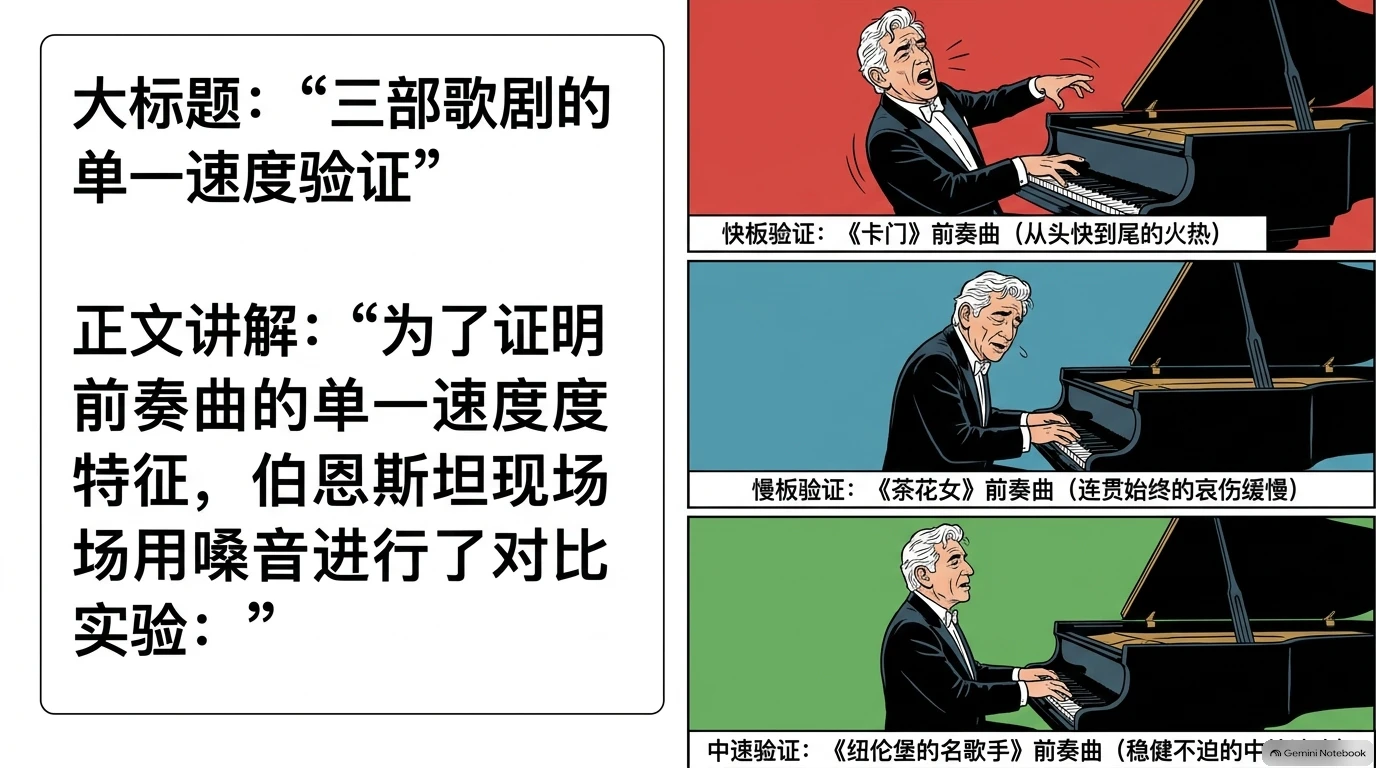 大标题：“三部歌剧的
单一速度验证”
正文讲解：“为了证明
前奏曲的单一速度度
特征，伯恩斯坦现场
场用嗓音进行了对比
实验：”
快板验证：《卡门》前奏曲（从头快到尾的火热）
慢板验证：《茶花女》前奏曲（连贯始终的哀伤缓慢）
中速验证：《纽伦堡的名歌手》前奏曲（稳健不迫的中
Gemini Notebook